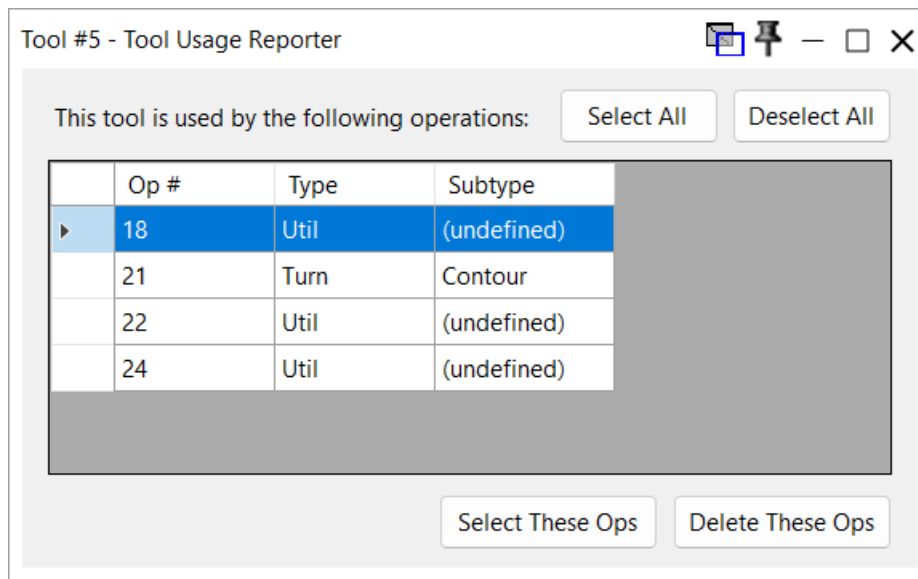 Tool #5 - Tool Usage Reporter
This tool is used by the following operations: Select All Deselect All
Op # Type Subtype
18 Util (undefined)
21 Turn Contour
22 Util (undefined)
24 Util (undefined)
Select These Ops Delete These Ops